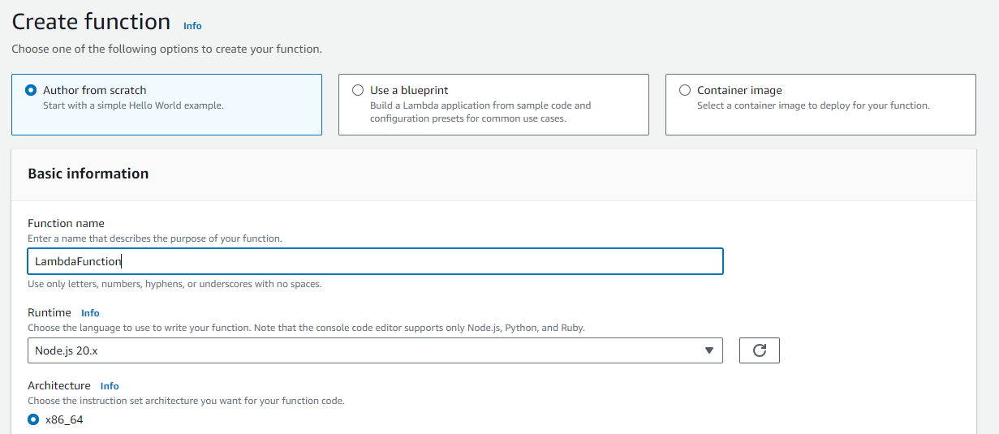 Create function Info
Choose one of the following options to create your function.
Author from scratch
Start with a simple Hello World example.
Use a blueprint
Build a Lambda application from sample code and
configuration presets for common use cases.
Container image
Select a container image to deploy for your function.
Basic information
Function name
Enter a name that describes the purpose of your function.
LambdaFunction
Use only letters, numbers, hyphens, or underscores with no spaces.
Runtime Info
Choose the language to use to write your function. Note that the console code editor supports only Node.js, Python, and Ruby.
Node.js 20.x
Architecture Info
Choose the instruction set architecture you want for your function code.
x86_64